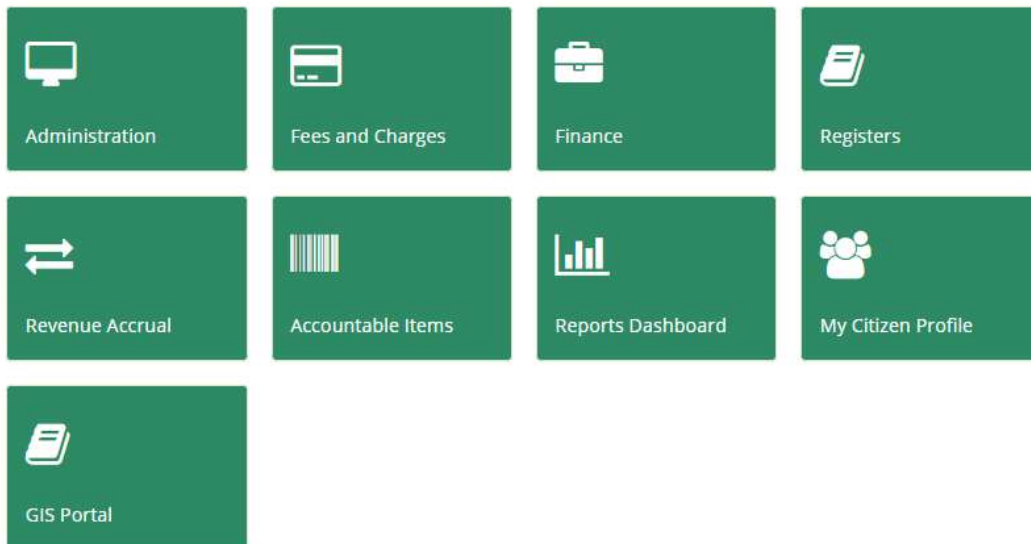 Administration
Fees and Charges
Finance
Registers
Revenue Accrual
Accountable Items
Reports Dashboard
My Citizen Profile
GIS Portal